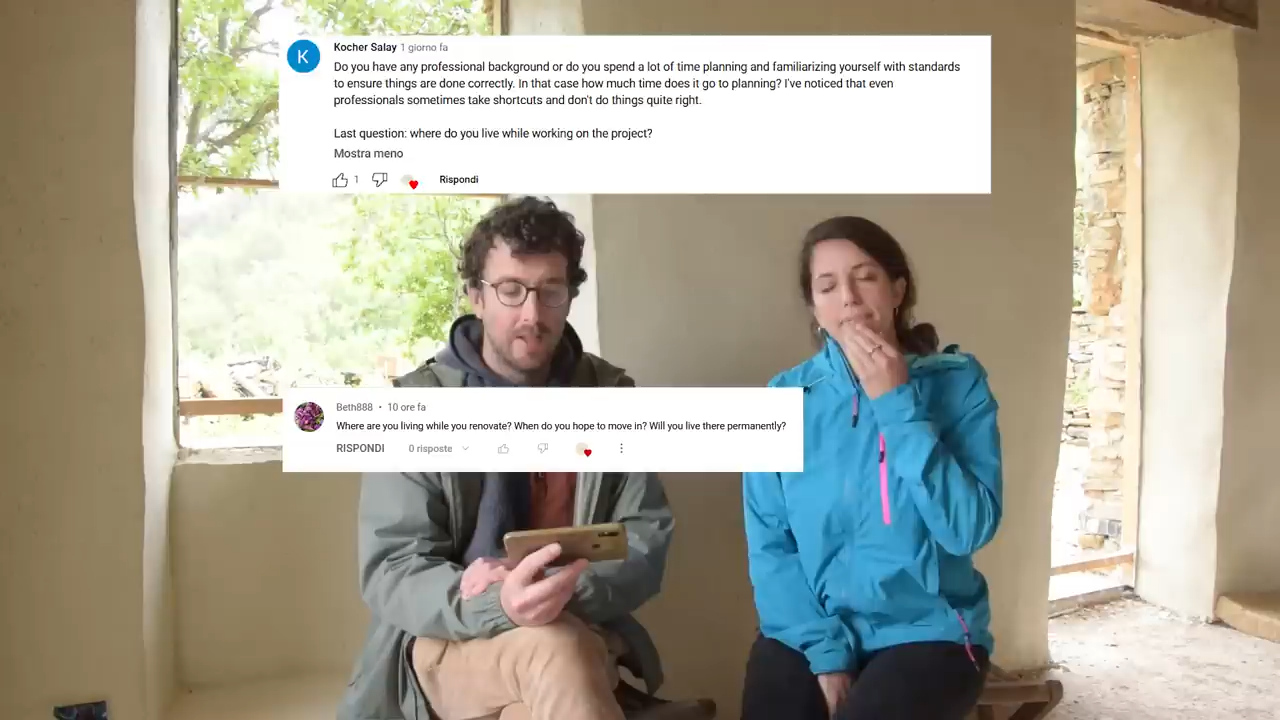 K
Kocher Salay 1 giorno fa
Do you have any professional background or do you spend a lot of time planning and familiarizing yourself with standards
to ensure things are done correctly. In that case how much time does it go to planning? I've noticed that even
professionals sometimes take shortcuts and don't do things quite right.
Last question: where do you live while working on the project?
Mostra meno
1 Rispondi
Beth888 • 10 ore fa
Where are you living while you renovate? When do you hope to move in? Will you live there permanently?
RISPONDI 0 risposte